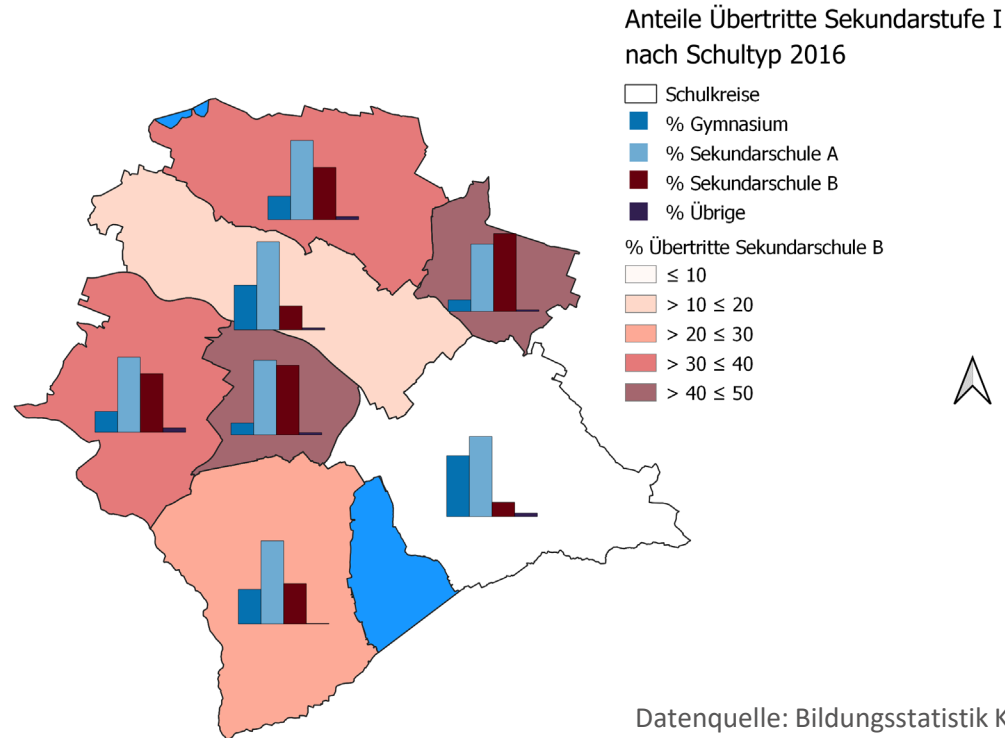 Anteile Übertritte Sekundarstufe I
nach Schultyp 2016
Schulkreise
% Gymnasium
% Sekundarschule A
% Sekundarschule B
% Übrige
% Übertritte Sekundarschule B
≤ 10
> 10 ≤ 20
> 20 ≤ 30
> 30 ≤ 40
> 40 ≤ 50
Datenquelle: Bildungsstatistik K